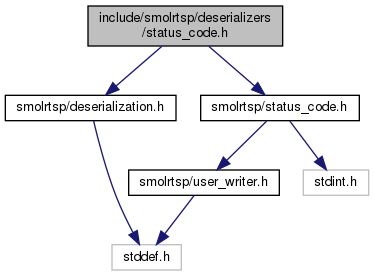 include/smolrtsp/deserializers
/status_code.h
smolrtsp/deserialization.h
smolrtsp/status_code.h
smolrtsp/user_writer.h
stdint.h
stddef.h